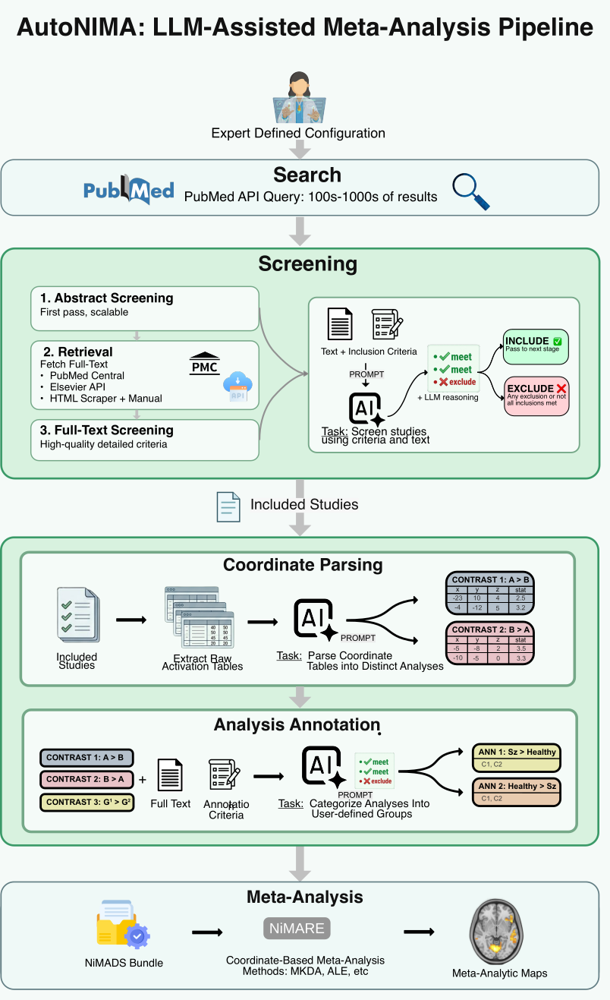 AutoNIMA: LLM-Assisted Meta-Analysis Pipeline
Expert Defined Configuration
Search
PubMed
PubMed API Query: 100s-1000s of results
Screening
1. Abstract Screening
First pass, scalable
2. Retrieval
Fetch Full-Text
• PubMed Central
• Elsevier API
• HTML Scraper + Manual
PMC
API
3. Full-Text Screening
High-quality detailed criteria
Text + Inclusion Criteria
PROMPT
AI
Task: Screen studies
using criteria and text
• meet
• meet
• exclude
+ LLM reasoning
INCLUDE ✅
Pass to next stage
EXCLUDE ❌
Any exclusion or not
all inclusions met
Included Studies
Coordinate Parsing
Included
Studies
40 50
50 50
45 45
20 20
Extract Raw
Activation Tables
AI
PROMPT
Task: Parse Coordinate
Tables into Distinct Analyses
CONTRAST 1: A > B
x y z stat
-23 10 4 2.5
-4 -12 5 3.2
CONTRAST 2: B > A
x y z stat
-5 -8 2 3.5
-10 -5 0 3.3
Analysis Annotation
CONTRAST 1: A > B
CONTRAST 2: B > A
CONTRAST 3: G¹ > G²
+
Full Text
Annotatio
n
Criteria
AI
• meet
• meet
• exclude
PROMPT
Task: Categorize Analyses Into
User-defined Groups
ANN 1: Sz > Healthy
C1, C2
ANN 2: Healthy > Sz
C1, C2
Meta-Analysis
NiMADS Bundle
NiMARE
Coordinate-Based Meta-Analysis
Methods: MKDA, ALE, etc
Meta-Analytic Maps